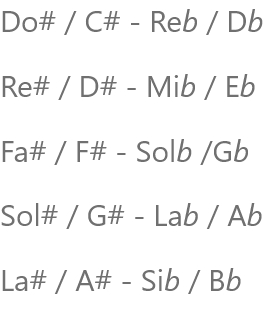 Do# / C# - Reb / Db
Re# / D# - Mib / Eb
Fa# / F# - Solb /Gb
Sol# / G# - Lab / Ab
La# / A# - Sib / Bb